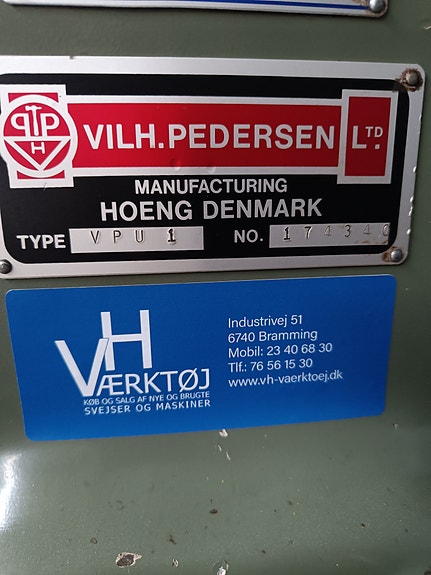 VILH.PEDERSEN LTD.
MANUFACTURING
HOENG DENMARK
TYPE VPU1 NO. 174340
VH
VÆRKTØJ
KØB OG SALG AF NYE OG BRUGTE
SVEJSER OG MASKINER
Industrivej 51
6740 Bramming
Mobil: 23 40 68 30
Tlf.: 76 56 15 30
www.vh-vaerktoej.dk